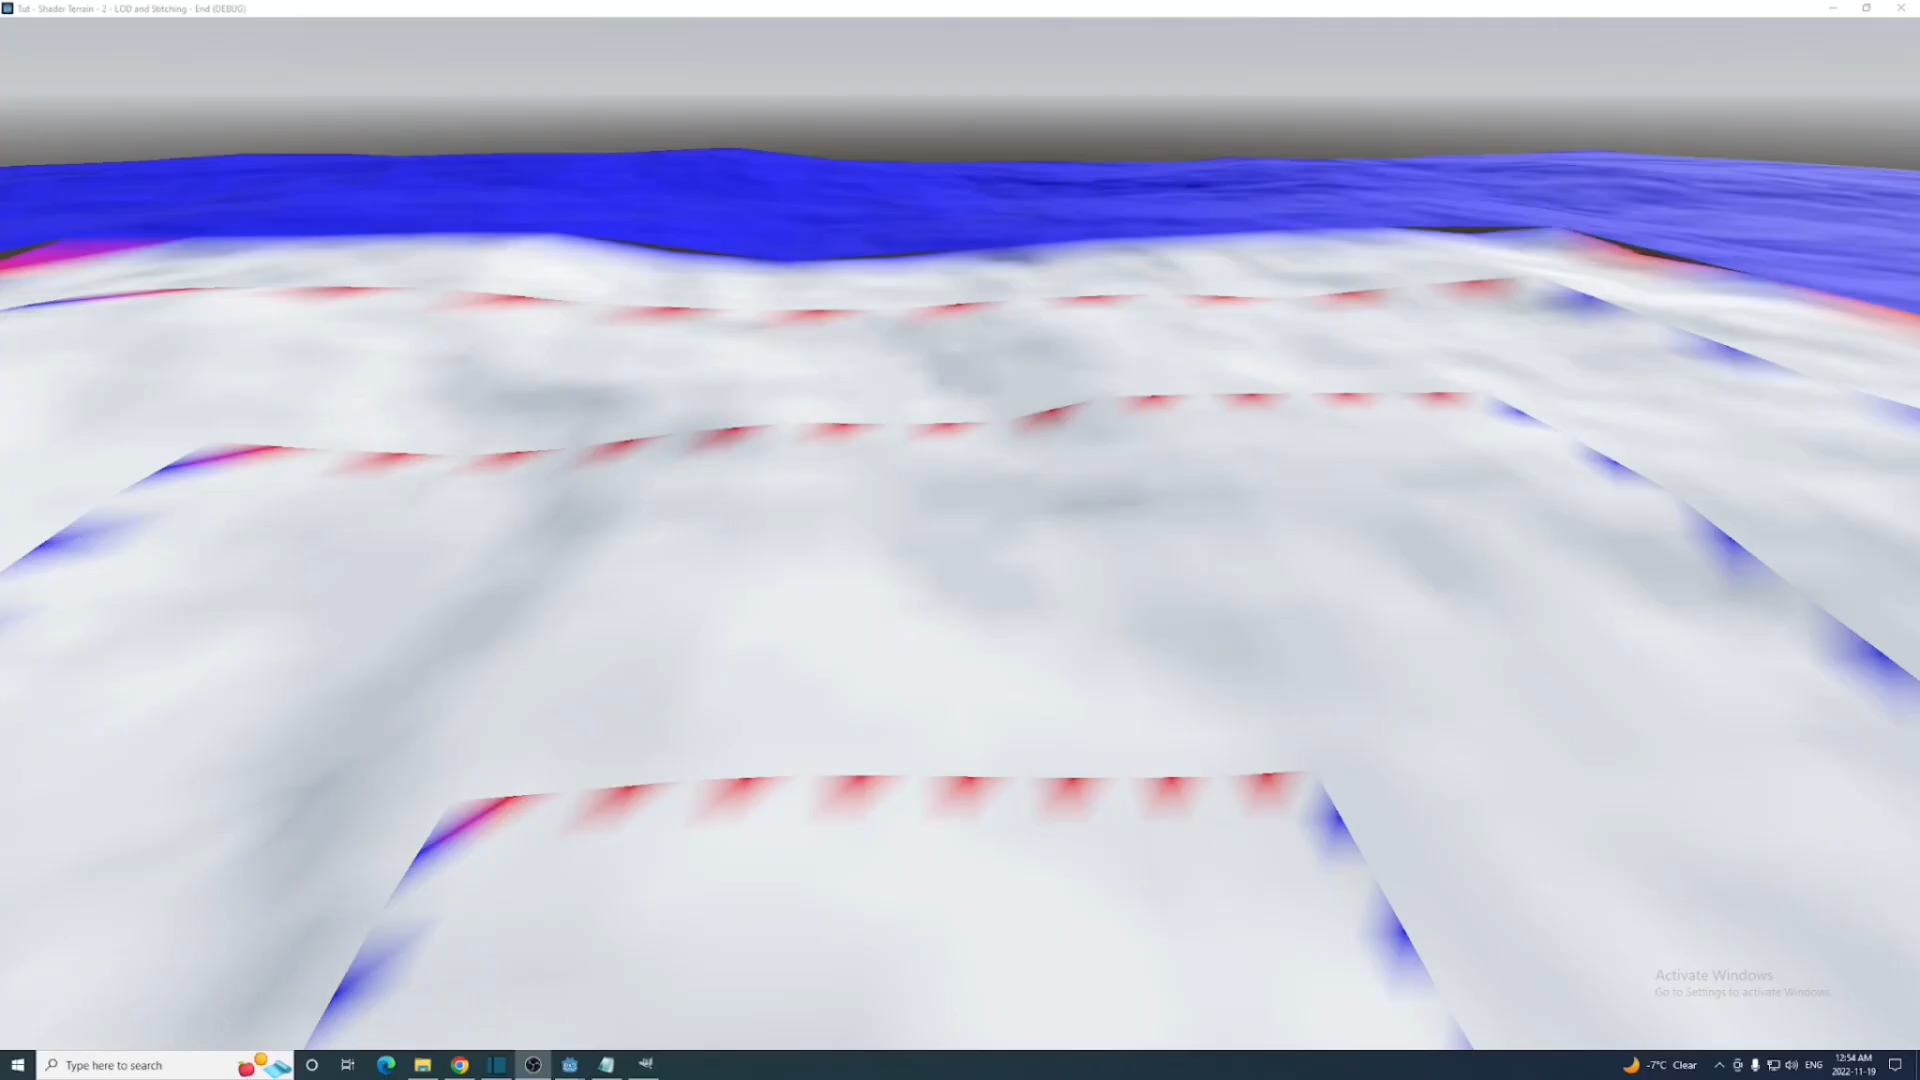 Tut - Shader Terrain - 2 - LOD and Stitching - End (DEBUG)
Activate Windows
Go to Settings to activate Windows.
Type here to search
-7°C Clear
ENG
12:54 AM
2022-11-19